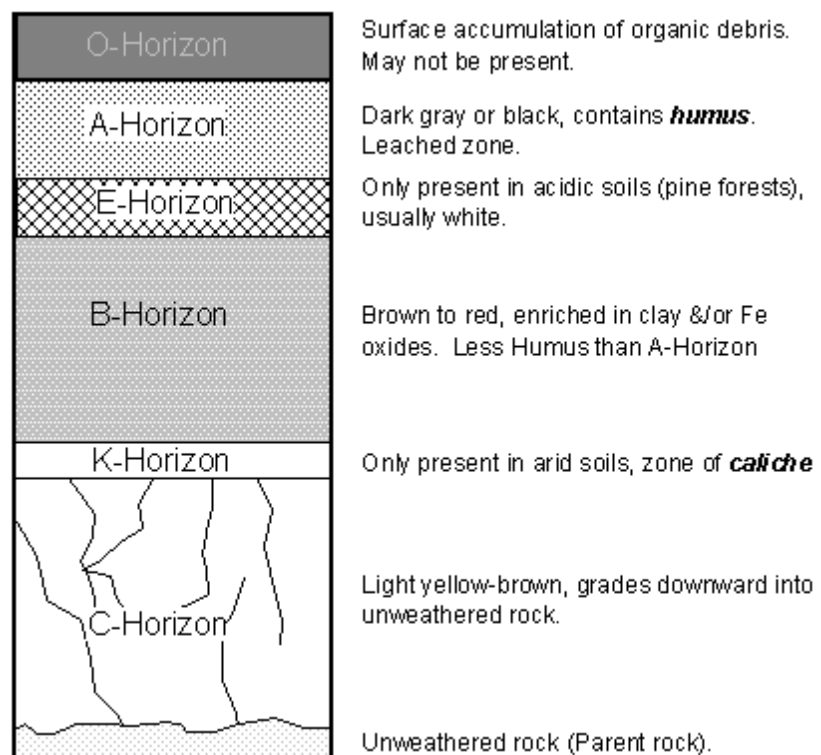 O-Horizon
Surface accumulation of organic debris.
May not be present.
A-Horizon
Dark gray or black, contains humus.
Leached zone.
E-Horizon
Only present in acidic soils (pine forests),
usually white.
B-Horizon
Brown to red, enriched in clay &/or Fe
oxides. Less Humus than A-Horizon
K-Horizon
Only present in arid soils, zone of caliche
C-Horizon
Light yellow-brown, grades downward into
unweathered rock.
Unweathered rock (Parent rock).